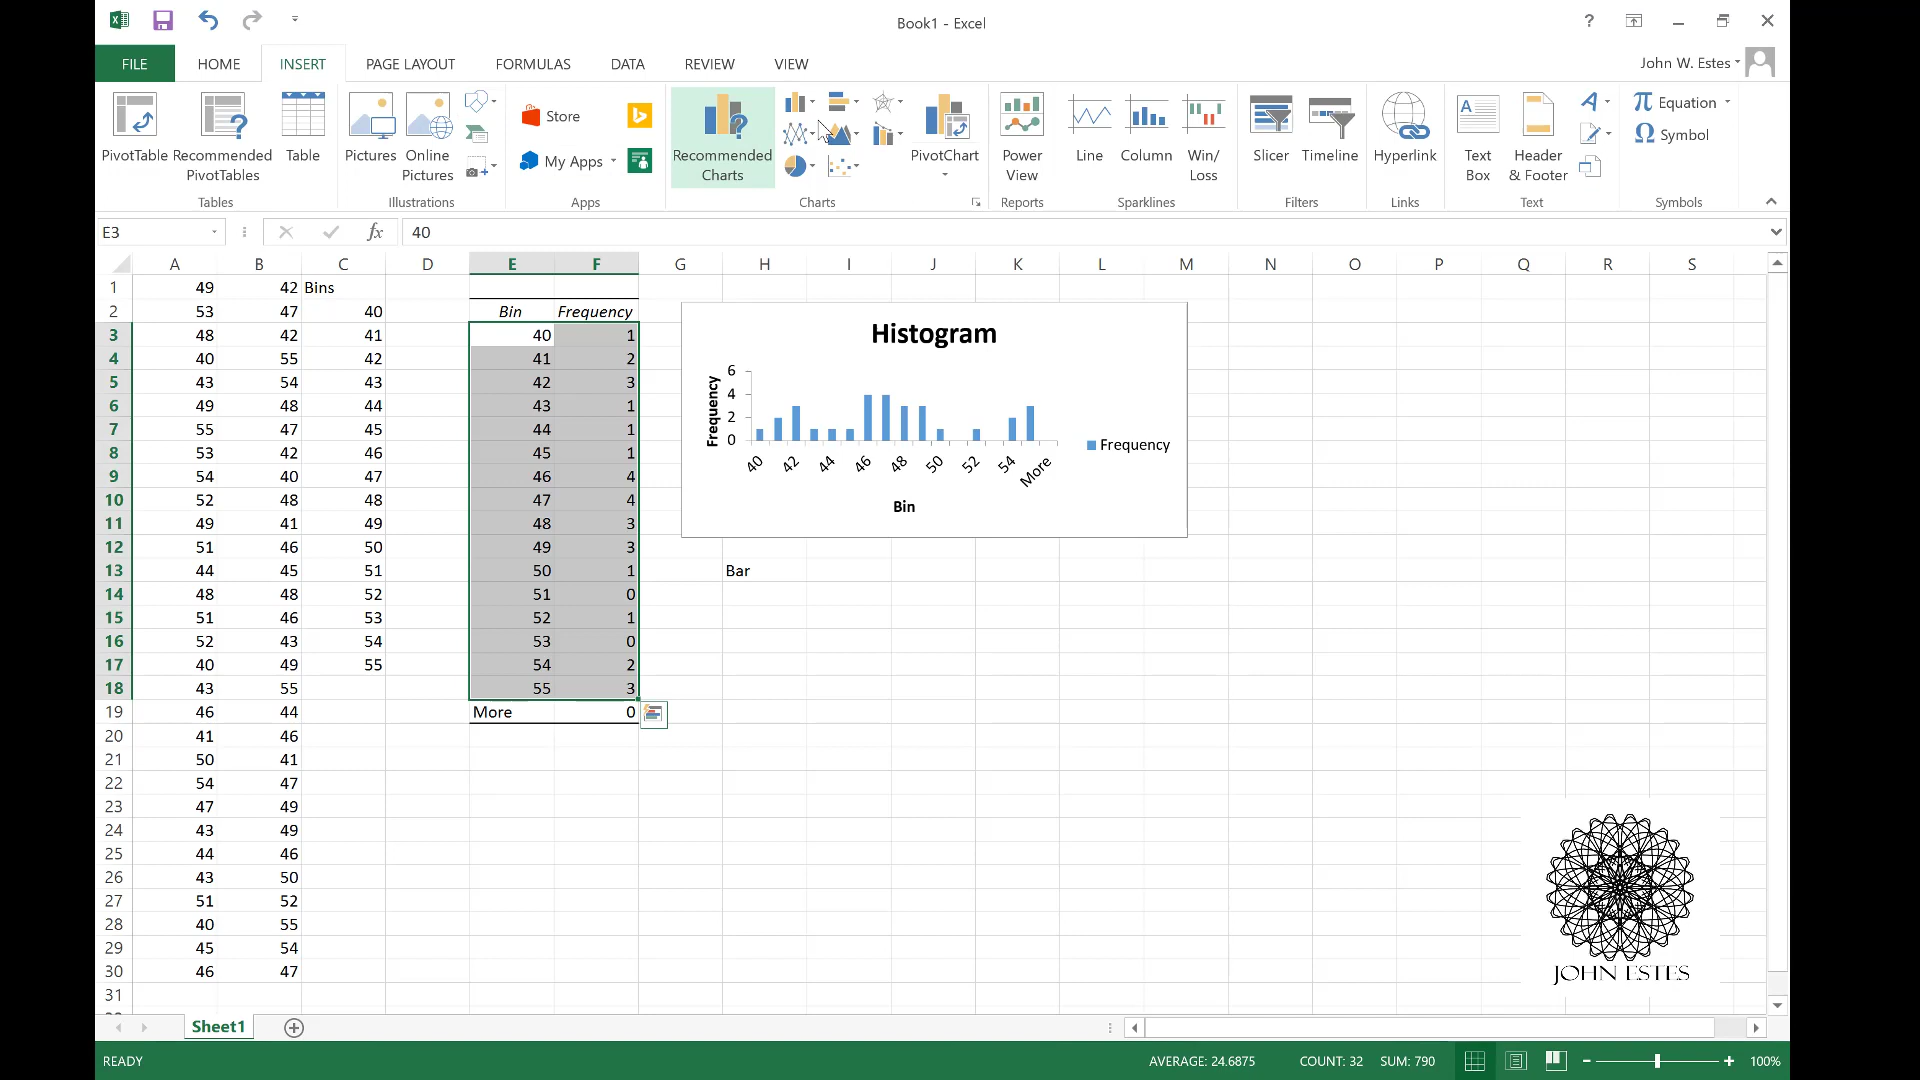 Book1 - Excel
?
FILE HOME INSERT PAGE LAYOUT FORMULAS DATA REVIEW VIEW John W. Estes
PivotTable Recommended PivotTables Table Pictures Online Pictures Store My Apps Recommended Charts PivotChart Power View Line Column Win/ Loss Slicer Timeline Hyperlink Text Box Header & Footer Equation Symbol
Tables Illustrations Apps Charts Reports Sparklines Filters Links Text Symbols
E3 fx 40
A B C D E F G H I J K L M N O P Q R S
1 49 42 Bins
2 53 47 40 Bin Frequency
3 48 42 41 40 1
4 40 55 42 41 2
5 43 54 43 42 3
6 49 48 44 43 1
7 55 47 45 44 1
8 53 42 46 45 1
9 54 40 47 46 4
10 52 48 48 47 4
11 49 41 49 48 3
12 51 46 50 49 3
13 44 45 51 50 1 Bar
14 48 48 52 51 0
15 51 46 53 52 1
16 52 43 54 53 0
17 40 49 55 54 2
18 43 55 55 3
19 46 44 More 0
20 41 46
21 50 41
22 54 47
23 47 49
24 43 49
25 44 46
26 43 50
27 51 52
28 40 55
29 45 54
30 46 47
31
Histogram
Frequency
6
4
2
0
40 42 44 46 48 50 52 54 More
Bin
Frequency
JOHN ESTES
Sheet1
READY AVERAGE: 24.6875 COUNT: 32 SUM: 790 100%